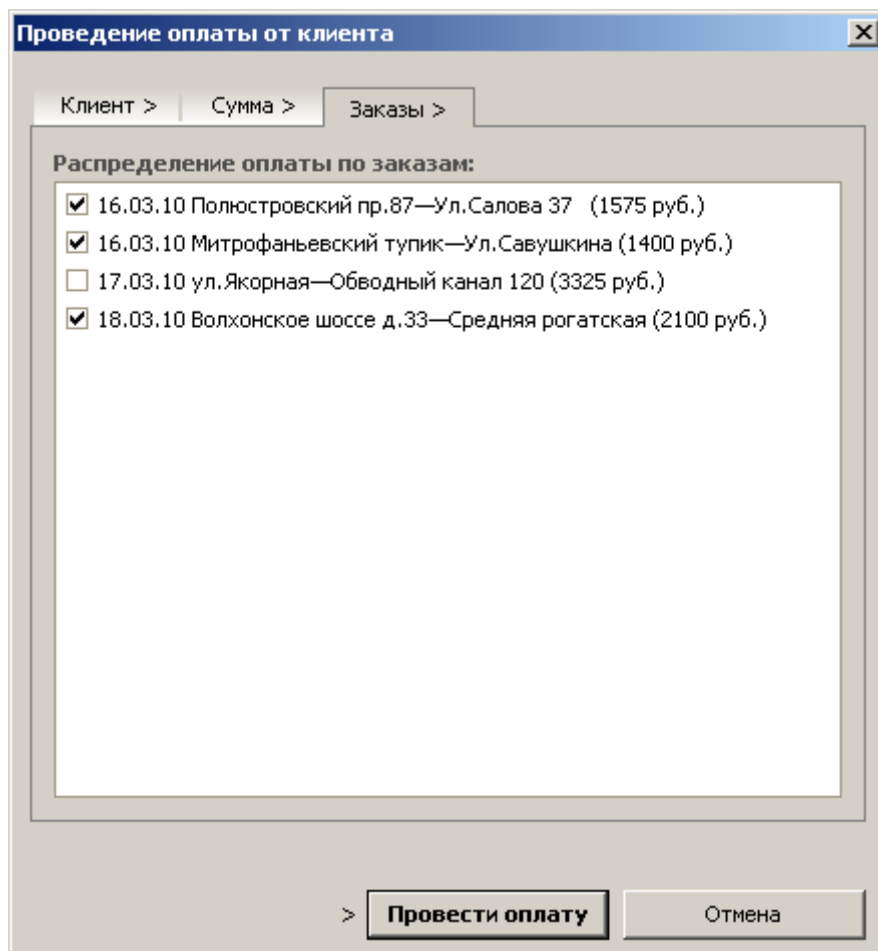 Проведение оплаты от клиента
Клиент > Сумма > Заказы >
Распределение оплаты по заказам:
16.03.10 Полюстровский пр.87—Ул.Салова 37 (1575 руб.)
16.03.10 Митрофаньевский тупик—Ул.Савушкина (1400 руб.)
17.03.10 ул.Якорная—Обводный канал 120 (3325 руб.)
18.03.10 Волхонское шоссе д.33—Средняя рогатская (2100 руб.)
> Провести оплату Отмена